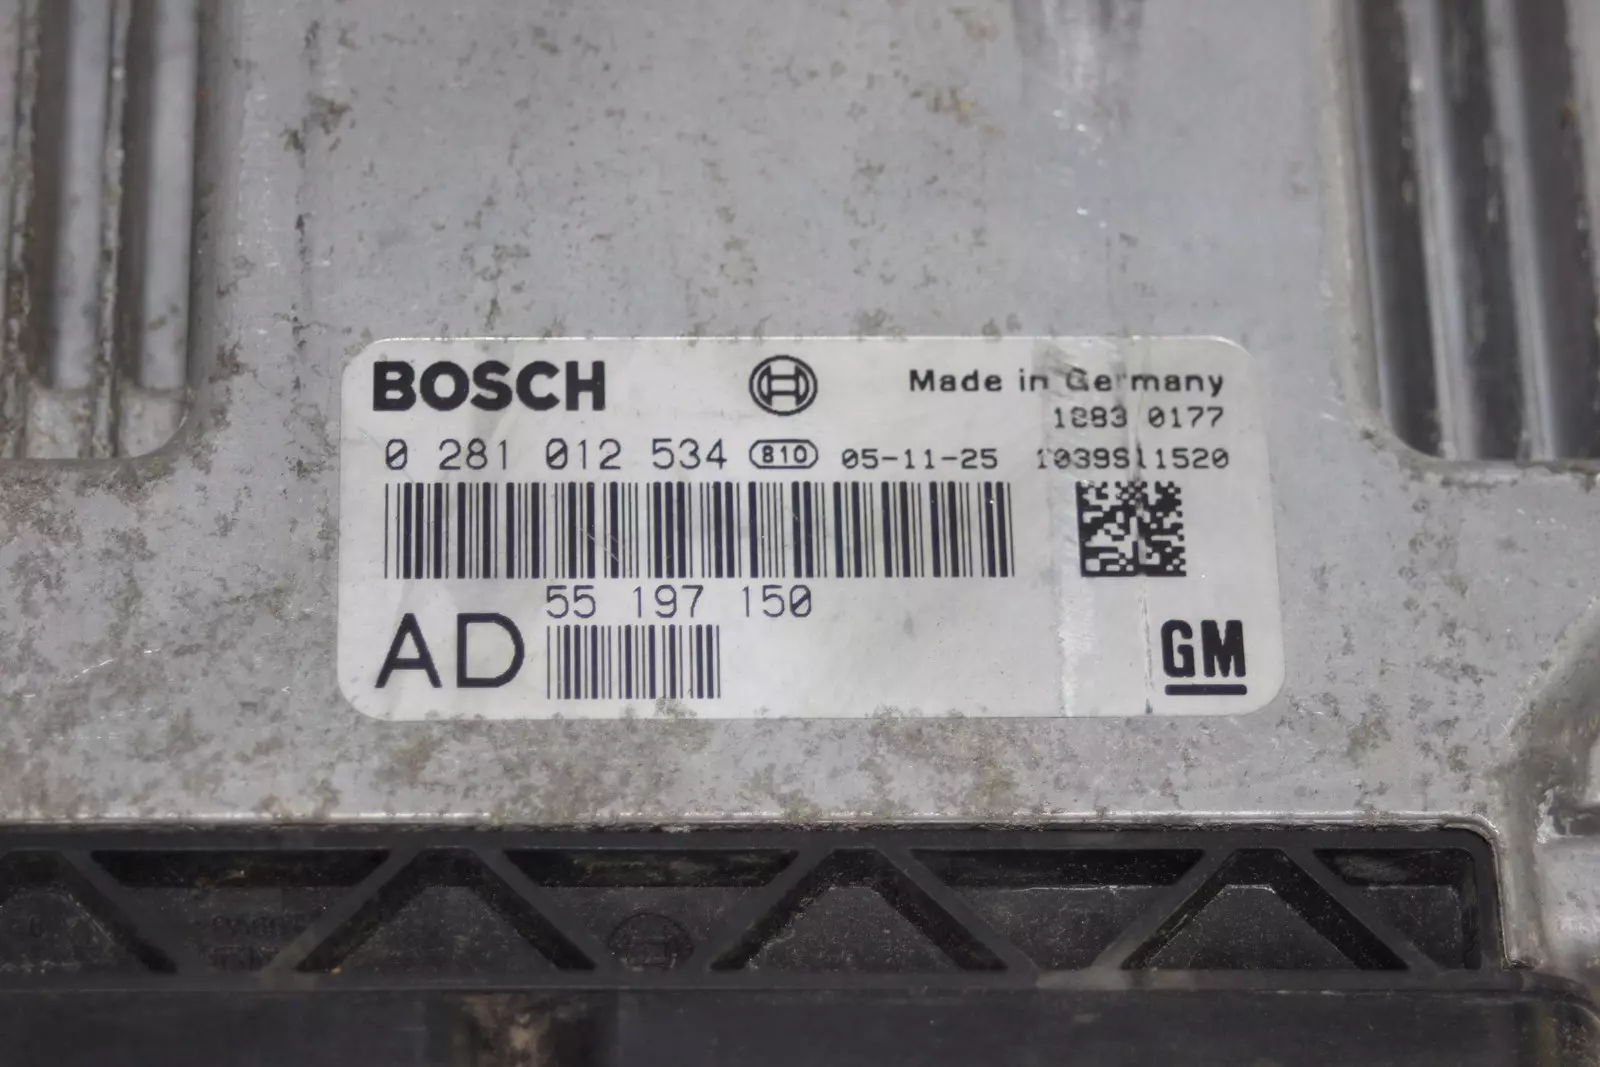 BOSCH
Made in Germany
1883 0177
0 281 012 534 810 05-11-25 1039S11520
55 197 150
AD
GM